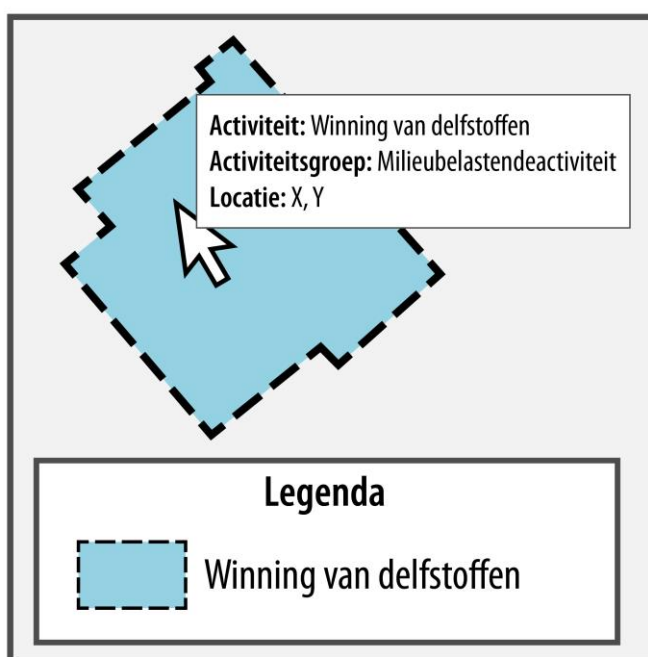 Activiteit: Winning van delfstoffen
Activiteitsgroep: Milieubelastendeactiviteit
Locatie: X, Y
Legenda
Winning van delfstoffen